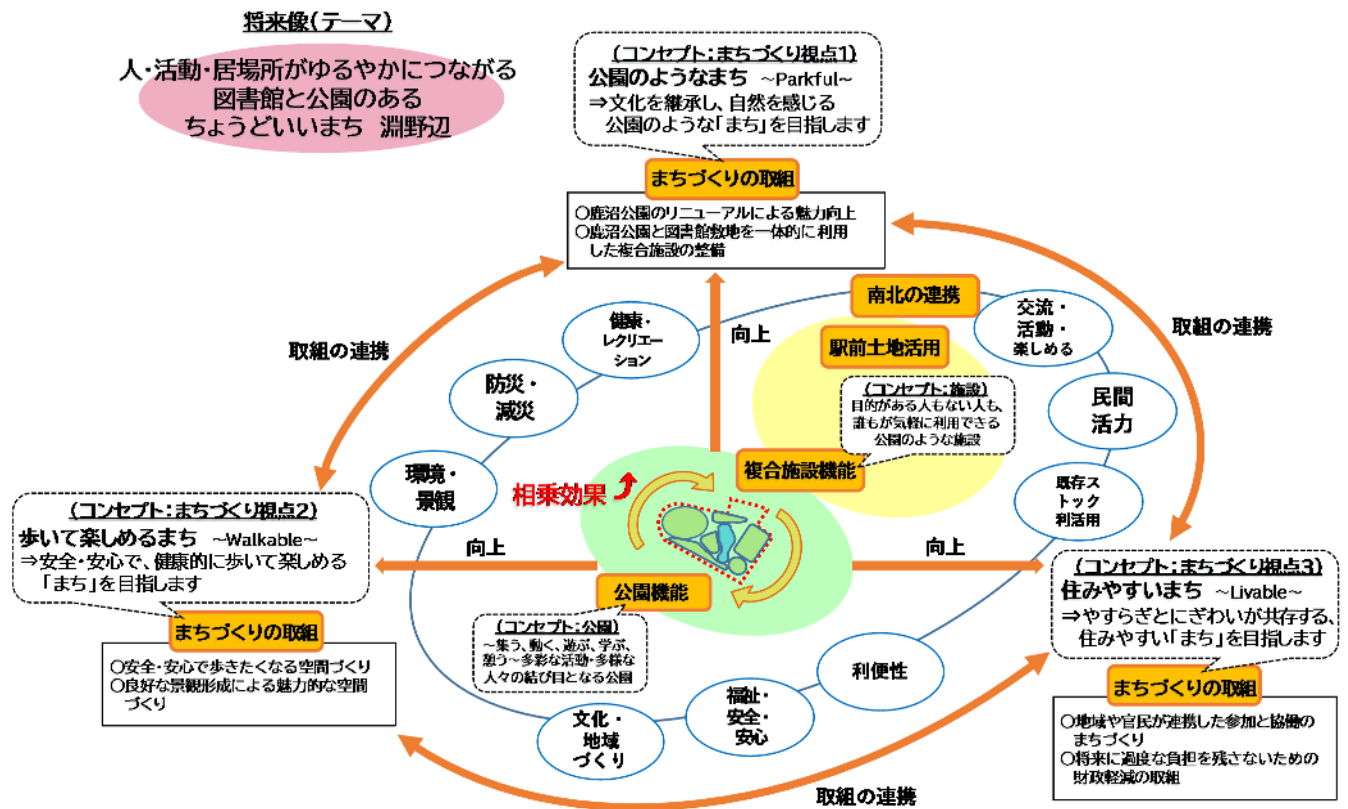 将来像(テーマ)
人・活動・居場所がゆるやかにつながる
図書館と公園のある
ちょうどいいまち 淵野辺
(コンセプト:まちづくり視点1)
公園のようなまち ~Parkful~
⇒文化を継承し、自然を感じる
公園のような「まち」を目指します
まちづくりの取組
○鹿沼公園のリニューアルによる魅力向上
○鹿沼公園と図書館敷地を一体的に利用
した複合施設の整備
取組の連携
取組の連携
向上
南北の連携
駅前土地活用
健康・
レクリエー
ション
交流・
活動・
楽しめる
防災・
減災
民間
活力
(コンセプト:施設)
目的がある人もない人も、
誰もが気軽に利用できる
公園のような施設
複合施設機能
環境・
景観
相乗効果
既存ス
トック
利活用
(コンセプト:まちづくり視点2)
歩いて楽しめるまち ~Walkable~
⇒安全・安心で、健康的に歩いて楽しめる
「まち」を目指します
まちづくりの取組
○安全・安心で歩きたくなる空間づくり
○良好な景観形成による魅力的な空間
づくり
向上
向上
公園機能
(コンセプト:公園)
~集う、動く、遊ぶ、学ぶ、
憩う~多彩な活動・多様な
人々の結び目となる公園
(コンセプト:まちづくり視点3)
住みやすいまち ~Livable~
⇒やすらぎとにぎわいが共存する、
住みやすい「まち」を目指します
まちづくりの取組
○地域や官民が連携した参加と協働の
まちづくり
○将来に過度な負担を残さないための
財政軽減の取組
利便性
福祉・
安全・
安心
文化・
地域
づくり
取組の連携